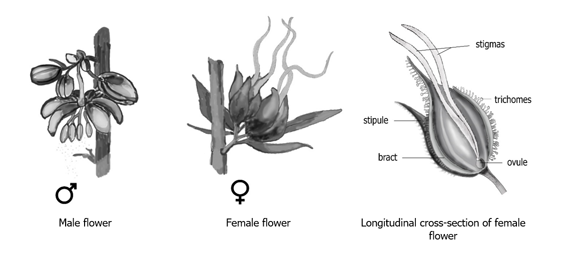 stigmas
trichomes
stipule
bract
ovule
Male flower
Female flower
Longitudinal cross-section of female
flower